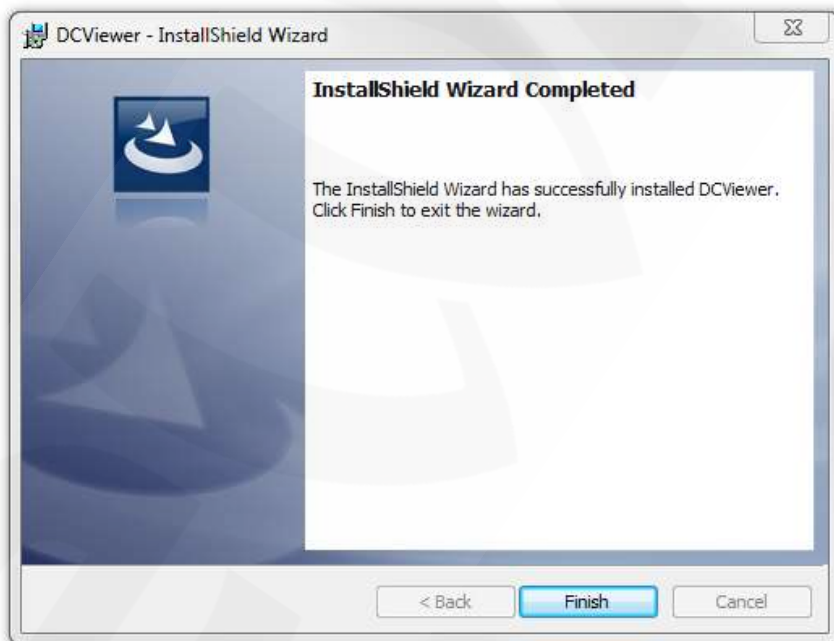 DCViewer - InstallShield Wizard
InstallShield Wizard Completed
The InstallShield Wizard has successfully installed DCViewer.
Click Finish to exit the wizard.
< Back
Finish
Cancel